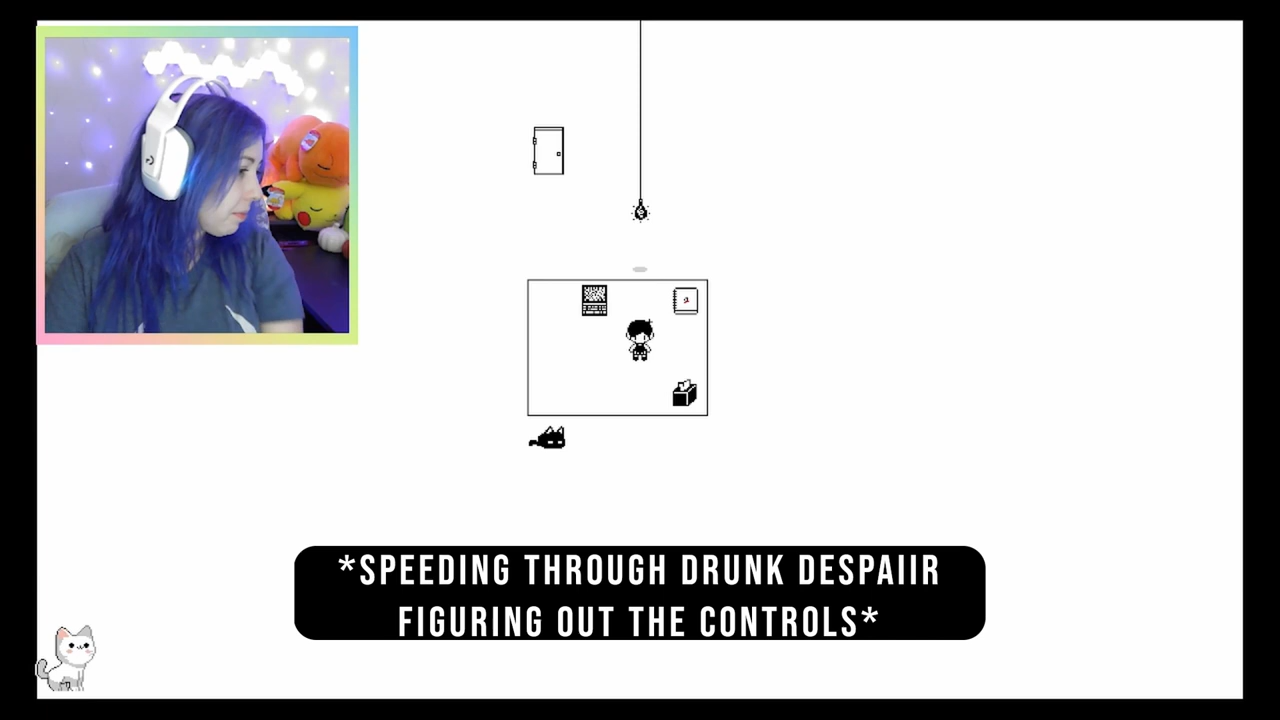 *SPEEDING THROUGH DRUNK DESPAIIR
FIGURING OUT THE CONTROLS*